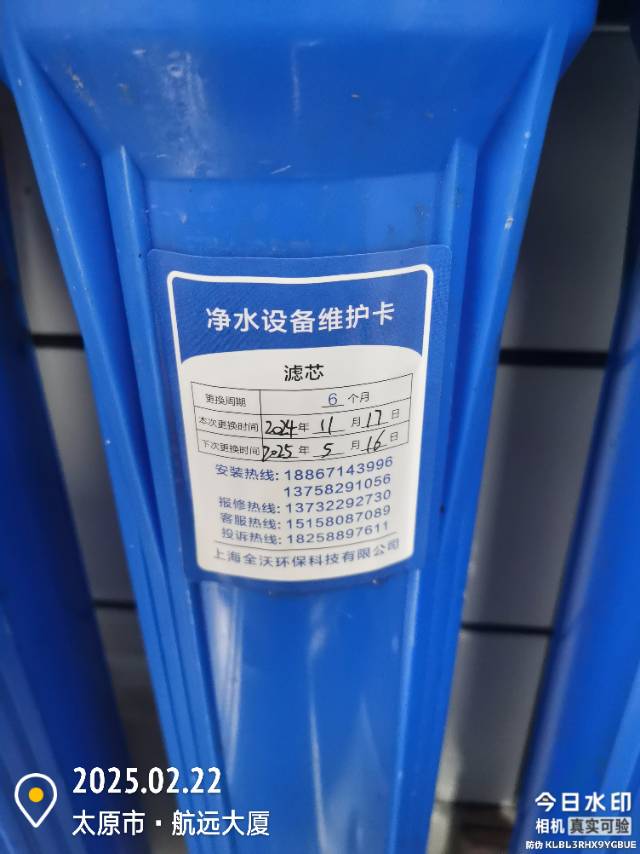 净水设备维护卡
滤芯
更换周期 6 个月
本次更换时间 2024 年 11 月 17 日
下次更换时间 2025 年 5 月 16 日
安装热线: 18867143996
13758291056
报修热线: 13732292730
客服热线: 15158087089
投诉热线: 18258897611
上海全沃环保科技有限公司
2025.02.22
太原市·航远大厦
今日水印
相机 真实可验
防伪 KLBL3RHX9YGBUE